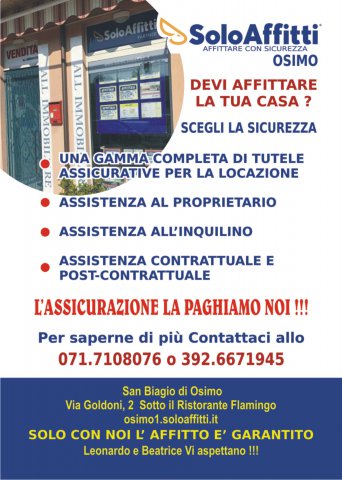 VENDITA
ALL IMMOBILIARE
SoloAffitti
AFFITTARE CON SICUREZZA
OSIMO
DEVI AFFITTARE
LA TUA CASA ?
SCEGLI LA SICUREZZA
UNA GAMMA COMPLETA DI TUTELE
ASSICURATIVE PER LA LOCAZIONE
ASSISTENZA AL PROPRIETARIO
ASSISTENZA ALL'INQUILINO
ASSISTENZA CONTRATTUALE E
POST-CONTRATTUALE
L'ASSICURAZIONE LA PAGHIAMO NOI !!!
Per saperne di più Contattaci allo
071.7108076 o 392.6671945
San Biagio di Osimo
Via Goldoni, 2 Sotto il Ristorante Flamingo
osimo1.soloaffitti.it
SOLO CON NOI L' AFFITTO E' GARANTITO
Leonardo e Beatrice Vi aspettano !!!